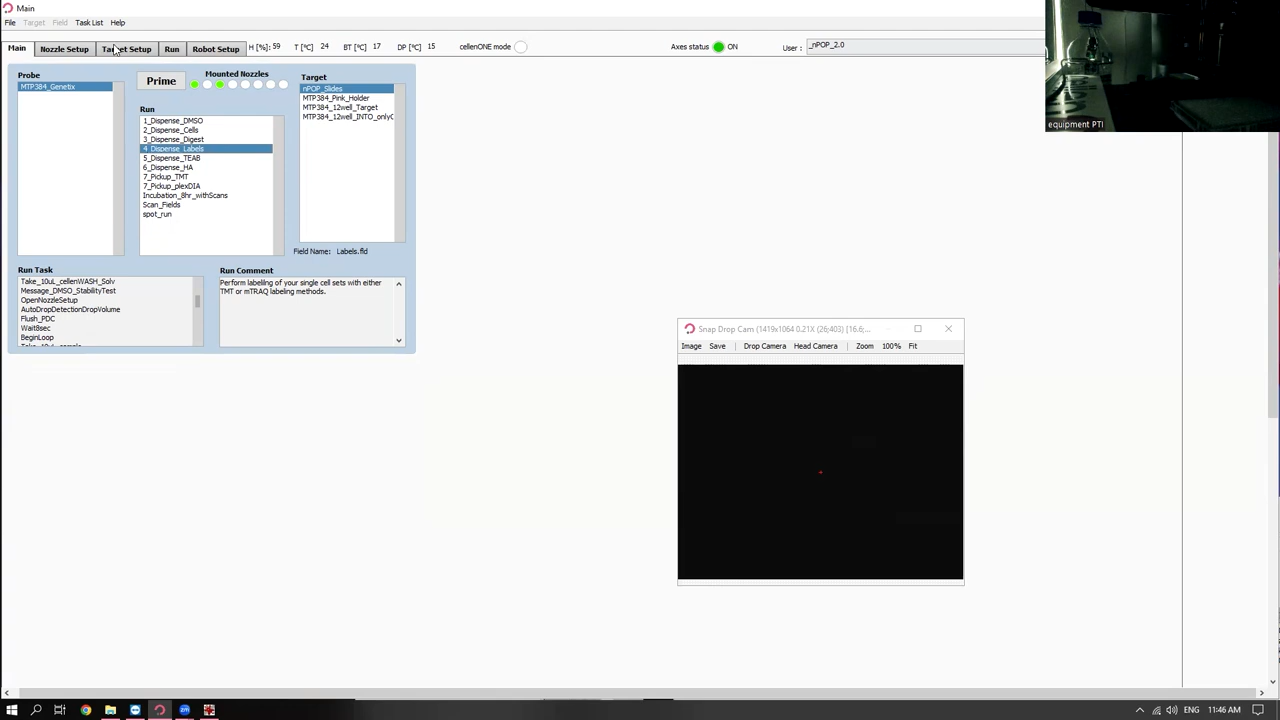 Main
File Target Field Task List Help
Main Nozzle Setup Target Setup Run Robot Setup H [%]: 59 T [°C] 24 BT [°C] 17 DP [°C] 15 cellenONE mode Axes status ON User : _nPOP_2.0
equipment PTI
Probe
MTP384_Genetix
Prime
Mounted Nozzles
Run
1_Dispense_DMSO
2_Dispense_Cells
3_Dispense_Digest
4_Dispense_Labels
5_Dispense_TEAB
6_Dispense_HA
7_Pickup_TMT
7_Pickup_plexDIA
Incubation_8hr_withScans
Scan_Fields
spot_run
Target
nPOP_Slides
MTP384_Pink_Holder
MTP384_12well_Target
MTP384_12well_INTO_onlyC
Field Name: Labels.fld
Run Task
Take_10uL_cellenWASH_Solv
Message_DMSO_StabilityTest
OpenNozzleSetup
AutoDropDetectionDropVolume
Flush_PDC
Wait8sec
BeginLoop
Take_10uL_sample
Run Comment
Perform labelilng of your single cell sets with either
TMT or mTRAQ labeling methods.
Snap Drop Cam (1419x1064 0.21X (26;403) [16.6;...
Image Save Drop Camera Head Camera Zoom 100% Fit
ENG 11:46 AM